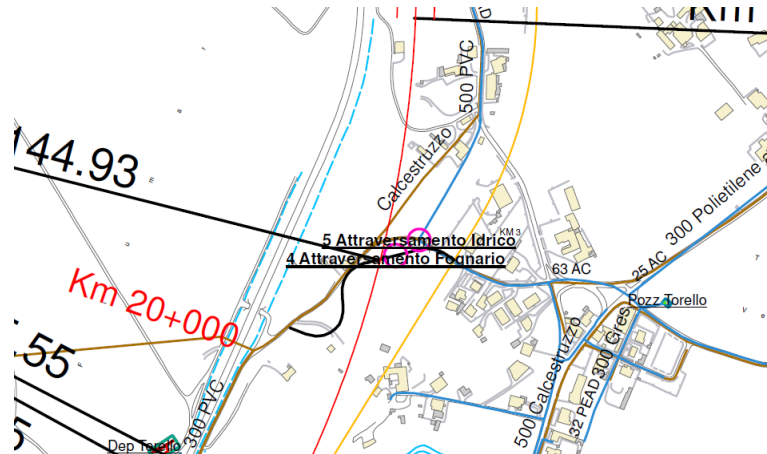 Km
500 PVC
144.93
Calcestruzzo
KM 3
5 Attraversamento Idrico
4 Attraversamento Fognario
300 Polietilene a
63 AC
25 AC
Pozz Torello
Km 20+000
55
300 PVC
500 Calcestruzzo
32 PEAD
300 Gres
Dep Torello